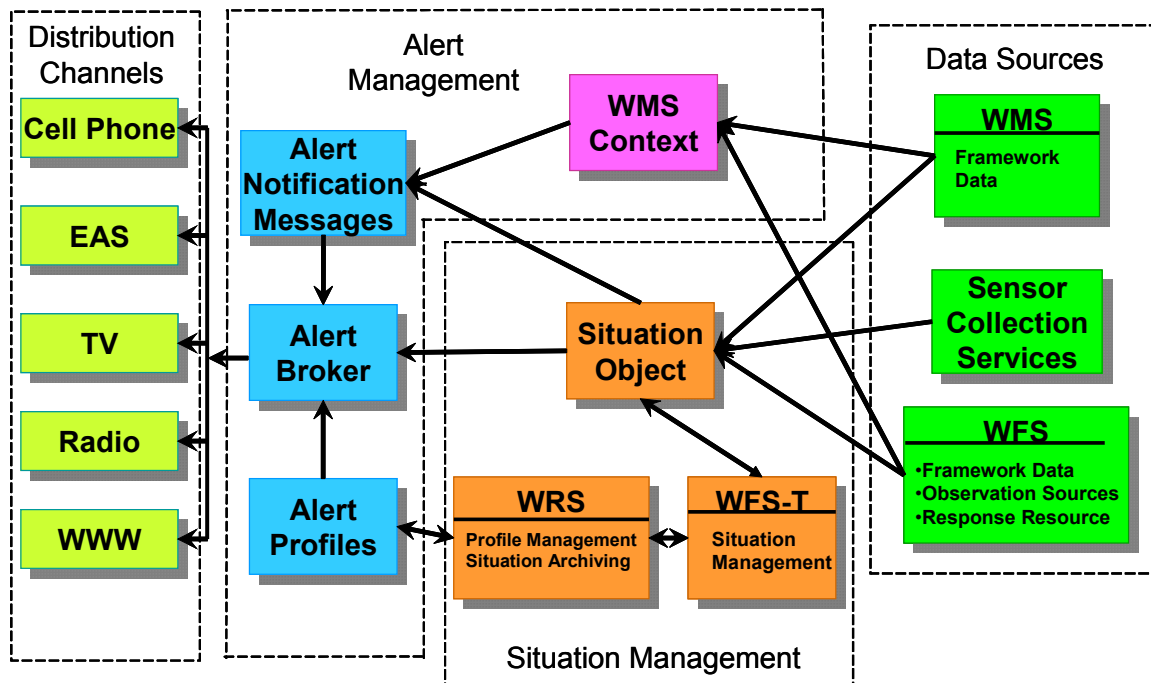 Distribution
Channels
Cell Phone
EAS
TV
Radio
WWW
Alert
Management
Alert
Notification
Messages
Alert
Broker
Alert
Profiles
WMS
Context
Situation
Object
WRS
Profile Management
Situation Archiving
WFS-T
Situation
Management
Situation Management
Data Sources
WMS
Framework
Data
Sensor
Collection
Services
WFS
•Framework Data
•Observation Sources
•Response Resource